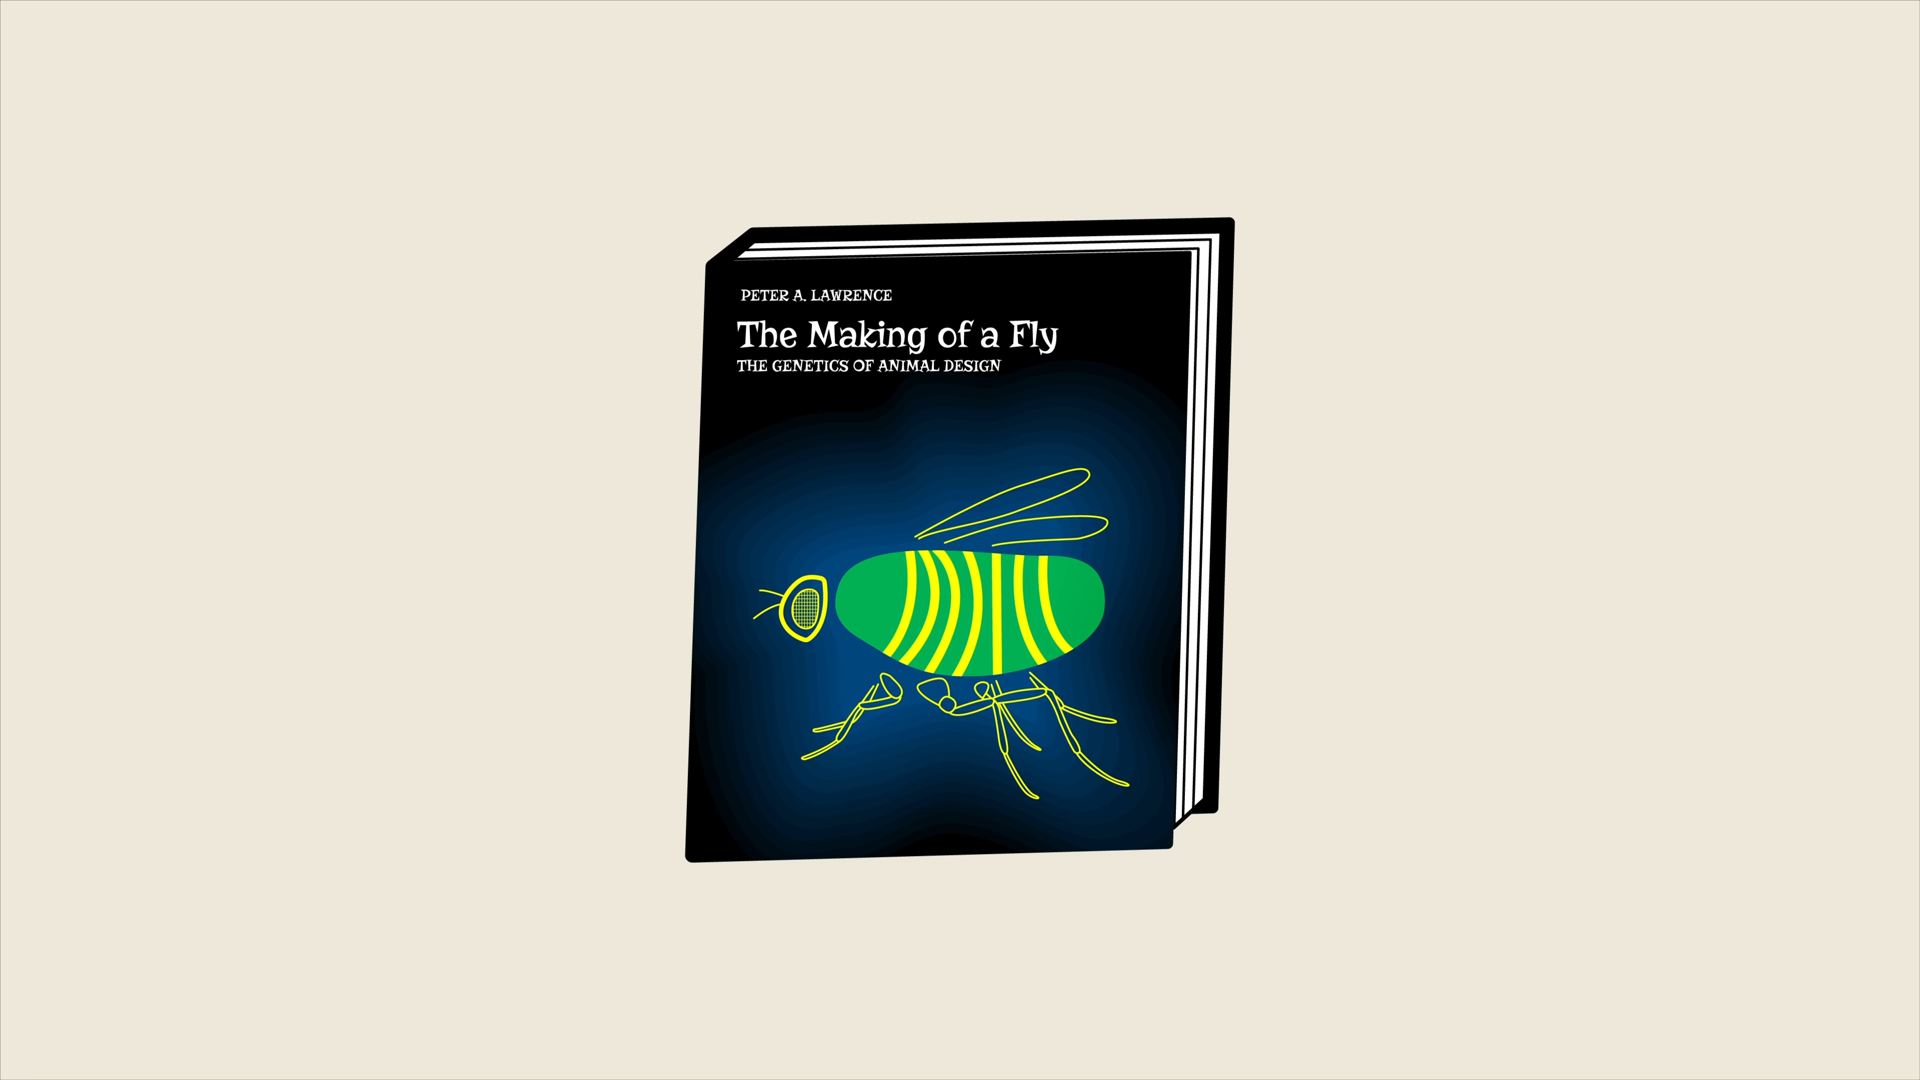 PETER A. LAWRENCE
The Making of a Fly
THE GENETICS OF ANIMAL DESIGN